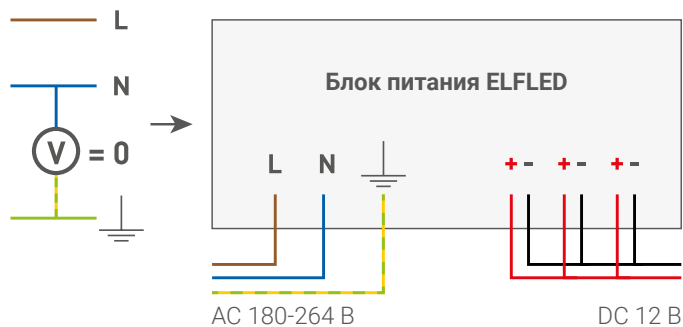 L
N
V = 0
Блок питания ELFLED
L N + - + - + -
AC 180-264 В
DC 12 В